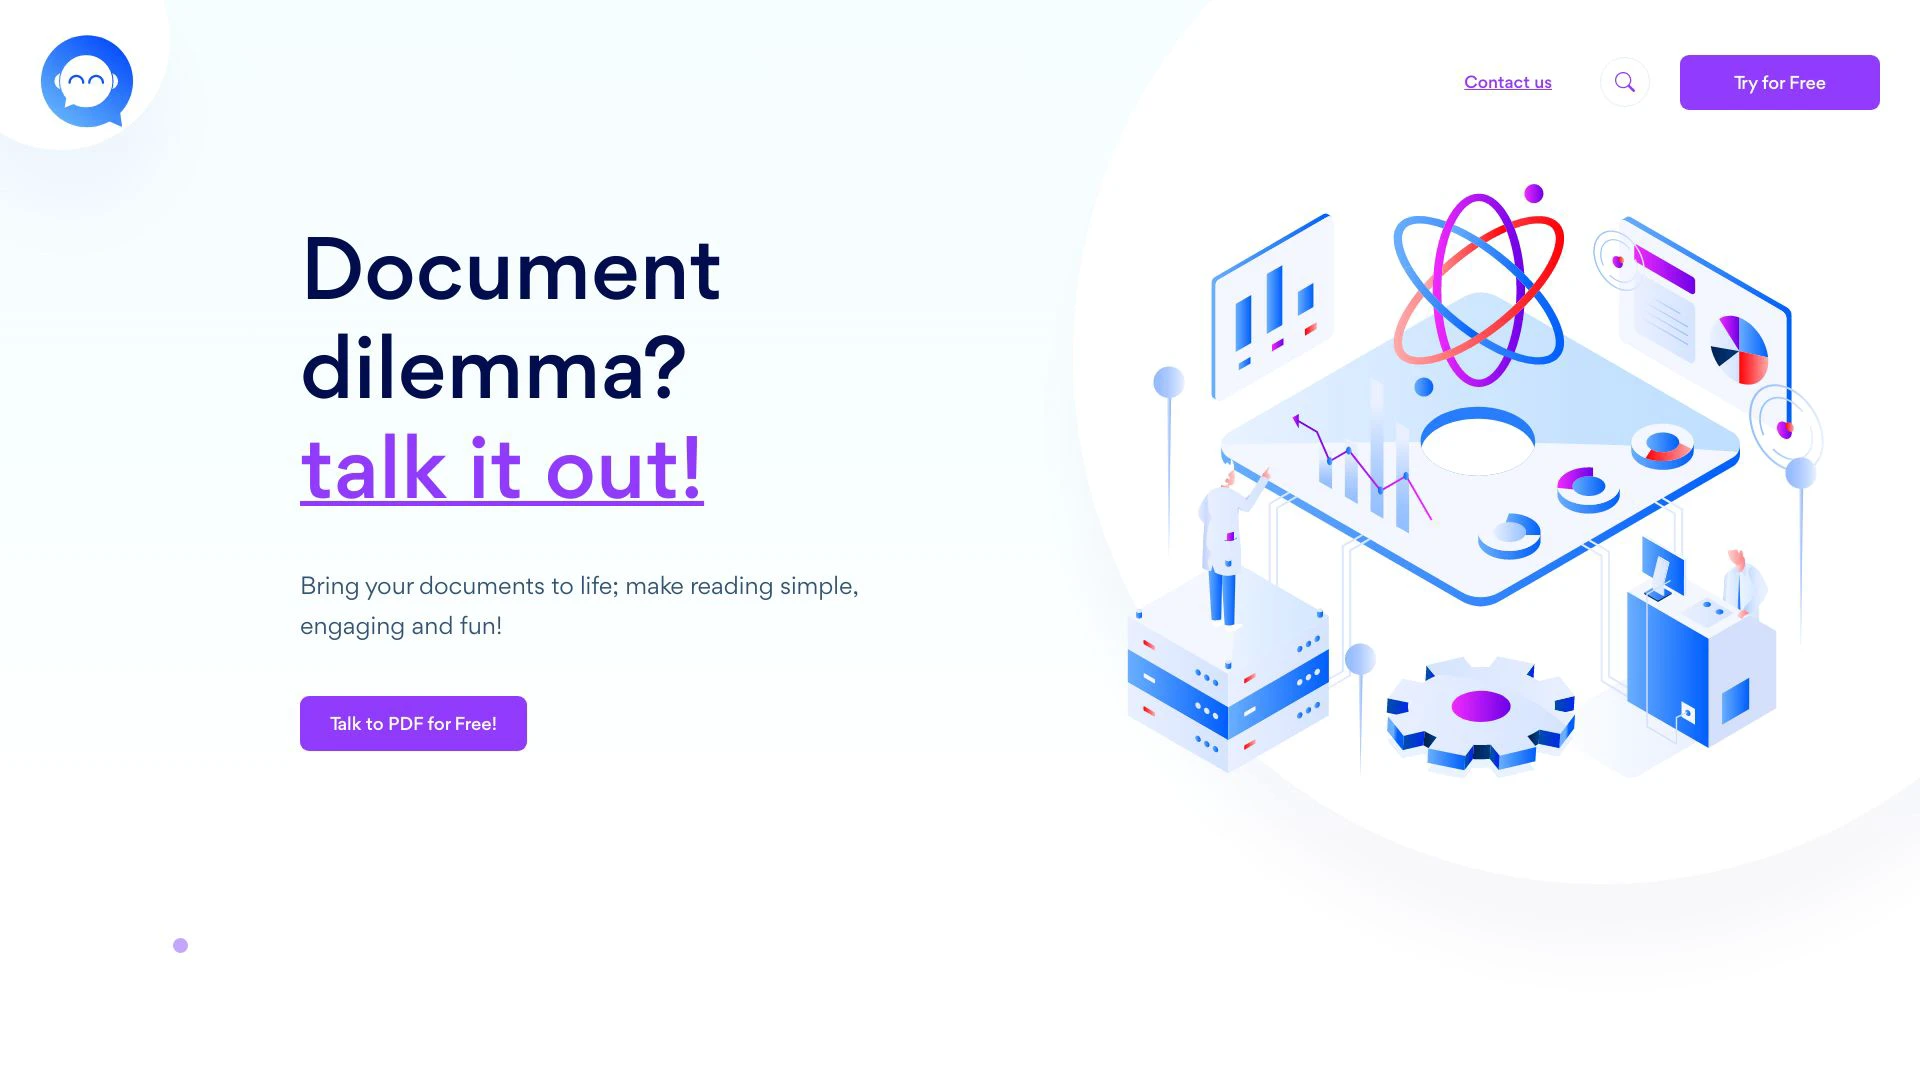 Contact us
Try for Free
Document
dilemma?
talk it out!
Bring your documents to life; make reading simple,
engaging and fun!
Talk to PDF for Free!